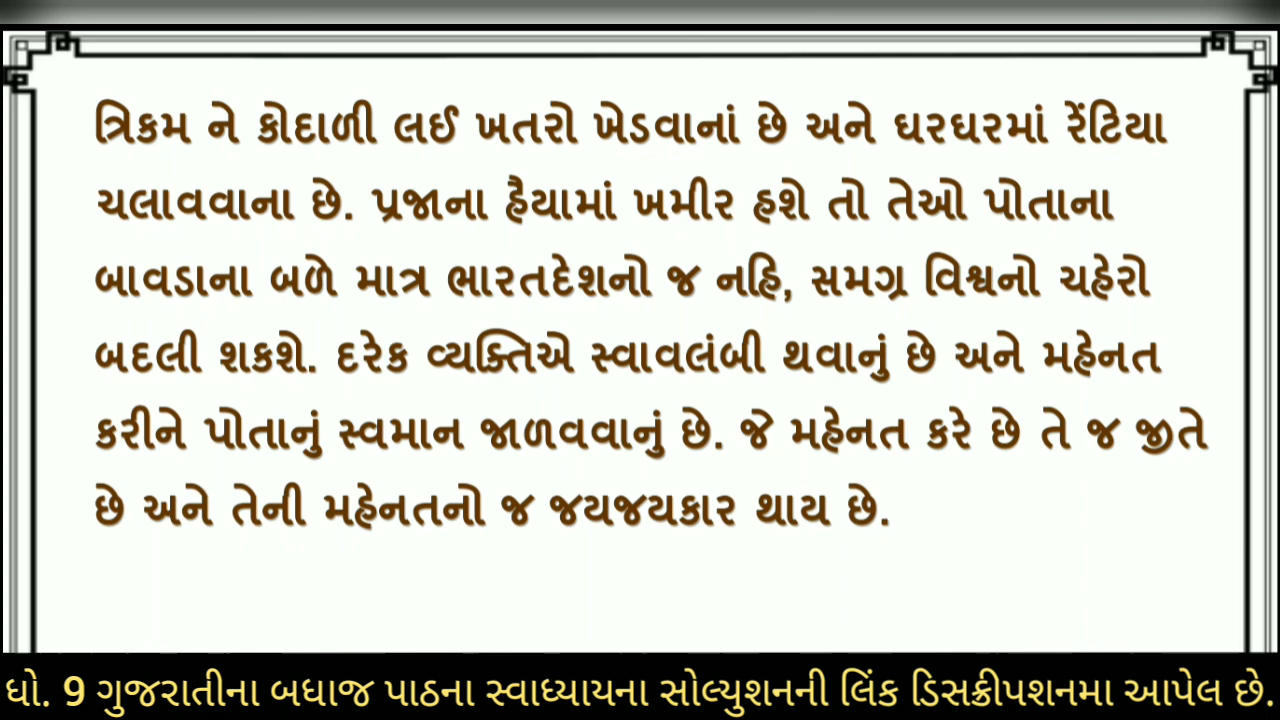 ત્રિકમ ને કોદાળી લઈ ખતરો ખેડવાનાં છે અને ઘરઘરમાં રેંટિયા
ચલાવવાના છે. પ્રજાના હૈયામાં ખમીર હશે તો તેઓ પોતાના
બાવડાના બળે માત્ર ભારતદેશનો જ નહિ, સમગ્ર વિશ્વનો ચહેરો
બદલી શકશે. દરેક વ્યક્તિએ સ્વાવલંબી થવાનું છે અને મહેનત
કરીને પોતાનું સ્વમાન જાળવવાનું છે. જે મહેનત કરે છે તે જ જીતે
છે અને તેની મહેનતનો જ જયજયકાર થાય છે.
ધો. 9 ગુજરાતીના બધાજ પાઠના સ્વાધ્યાયના સોલ્યુશનની લિંક ડિસક્રીપશનમા આપેલ છે.